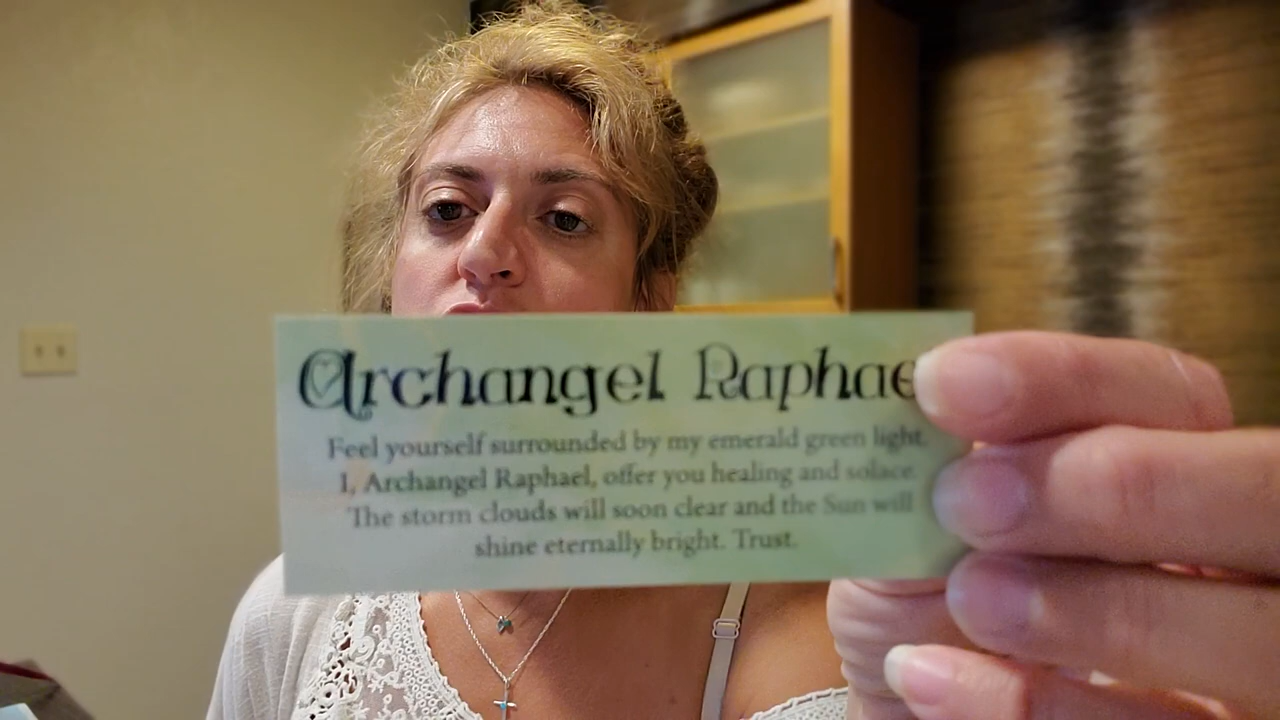 Archangel Raphae
Feel yourself surrounded by my emerald green light.
I, Archangel Raphael, offer you healing and solace.
The storm clouds will soon clear and the Sun will
shine eternally bright. Trust.